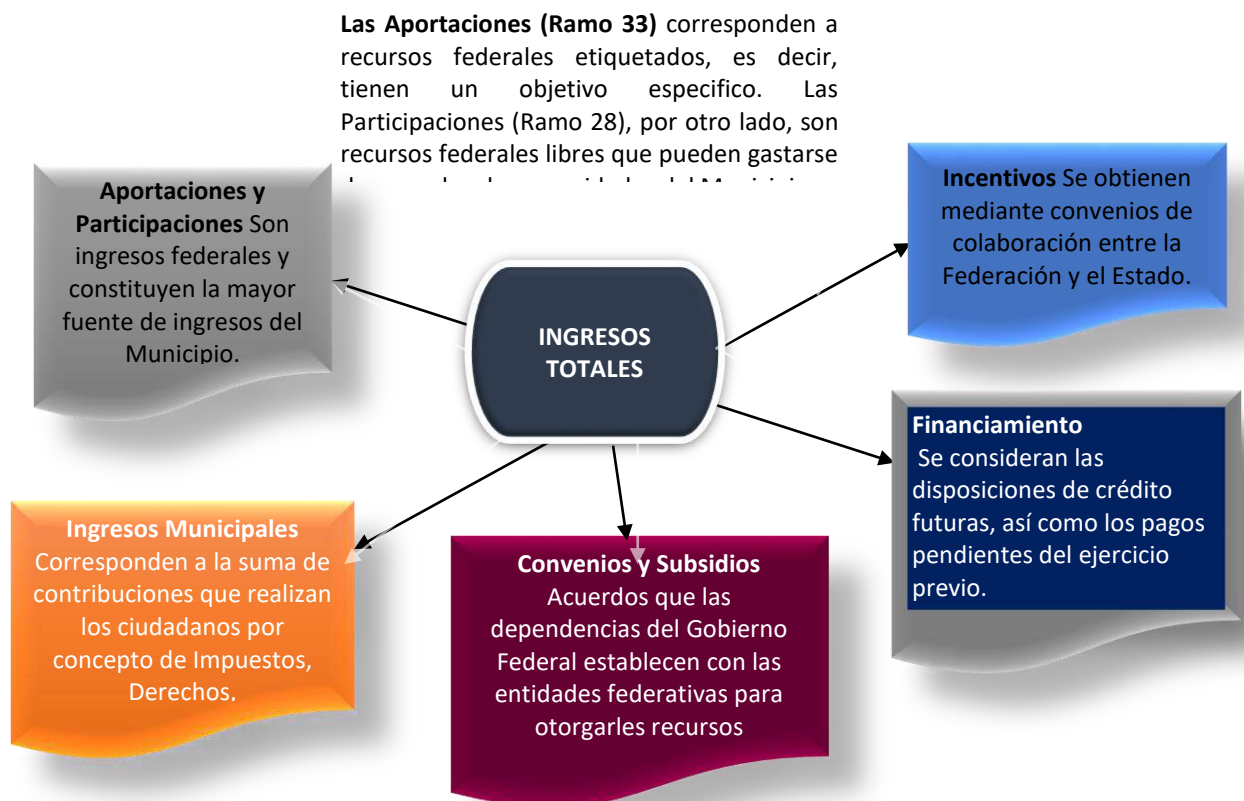 Las Aportaciones (Ramo 33) corresponden a
recursos federales etiquetados, es decir,
tienen un objetivo especifico. Las
Participaciones (Ramo 28), por otro lado, son
recursos federales libres que pueden gastarse
Aportaciones y
Participaciones Son
ingresos federales y
constituyen la mayor
fuente de ingresos del
Municipio.
Incentivos Se obtienen
mediante convenios de
colaboración entre la
Federación y el Estado.
INGRESOS
TOTALES
Financiamiento
Se consideran las
disposiciones de crédito
futuras, así como los pagos
pendientes del ejercicio
previo.
Ingresos Municipales
Corresponden a la suma de
contribuciones que realizan
los ciudadanos por
concepto de Impuestos,
Derechos,
Convenios y Subsidios
Acuerdos que las
dependencias del Gobierno
Federal establecen con las
entidades federativas para
otorgarles recursos